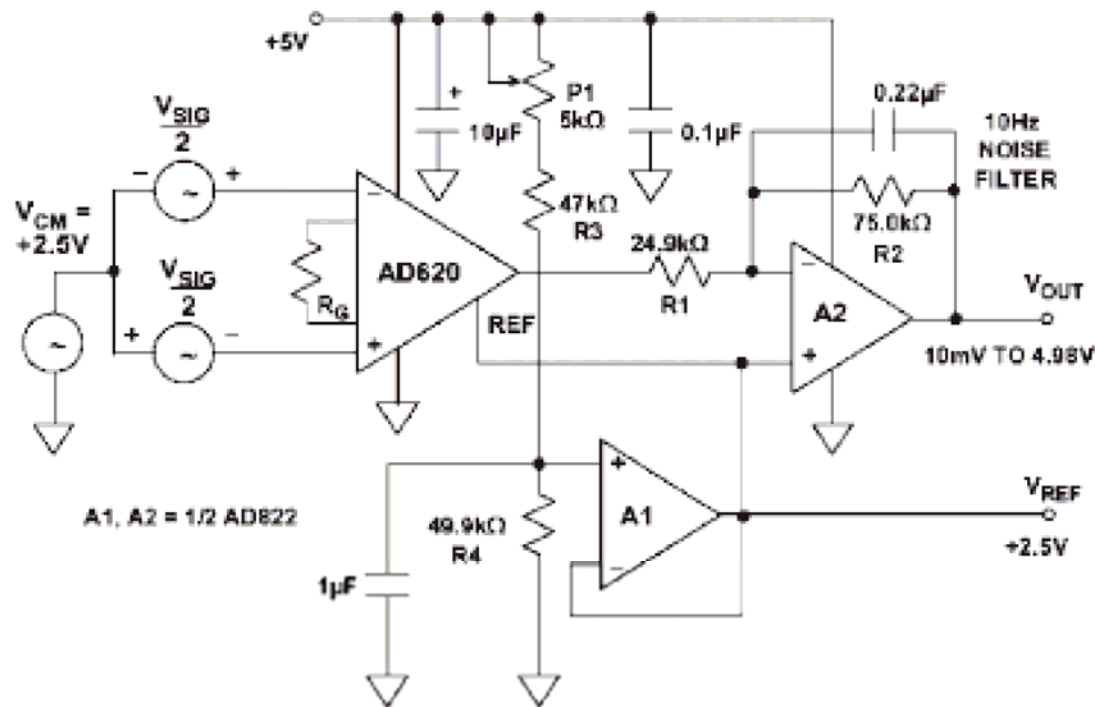 +5V
V_SIG
2
−
+
V_CM =
+2.5V
V_SIG
2
+
−
~
~
~
+
10µF
P1
5kΩ
0.1µF
0.22µF
10Hz
NOISE
FILTER
47kΩ
R3
75.0kΩ
R2
24.9kΩ
R1
−
AD620
R_G
+
REF
−
A2
+
V_OUT
10mV TO 4.98V
A1, A2 = 1/2 AD822
49.9kΩ
R4
1µF
+
A1
−
V_REF
+2.5V